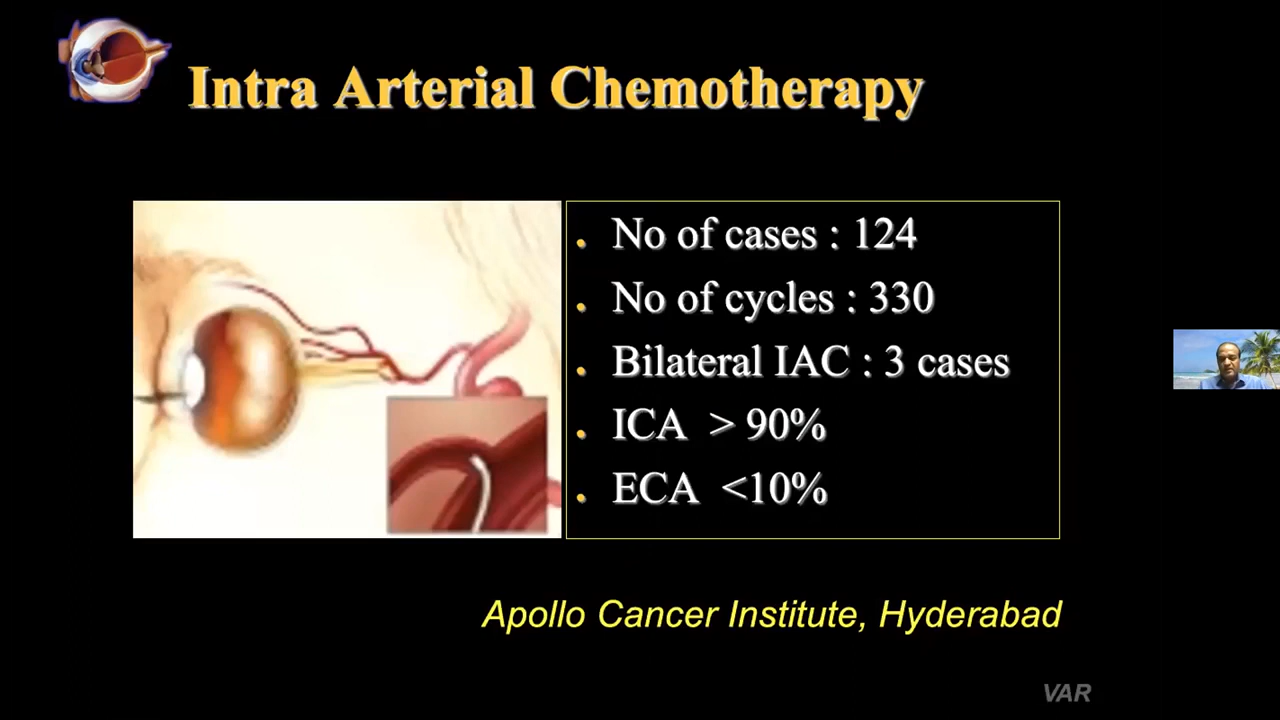 Intra Arterial Chemotherapy
No of cases : 124
No of cycles : 330
Bilateral IAC : 3 cases
ICA > 90%
ECA <10%
Apollo Cancer Institute, Hyderabad
VAR